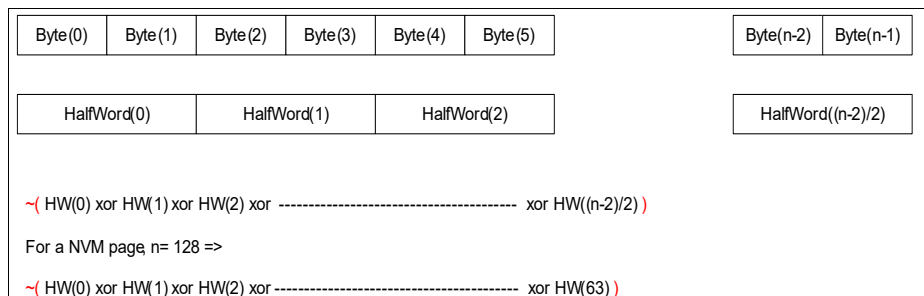 Byte(0) Byte(1) Byte(2) Byte(3) Byte(4) Byte(5) Byte(n-2) Byte(n-1)
HalfWord(0) HalfWord(1) HalfWord(2) HalfWord((n-2)/2)
~( HW(0) xor HW(1) xor HW(2) xor ---------------------------------------- xor HW((n-2)/2) )
For a NVM page, n= 128 =>
~( HW(0) xor HW(1) xor HW(2) xor ----------------------------------------- xor HW(63) )